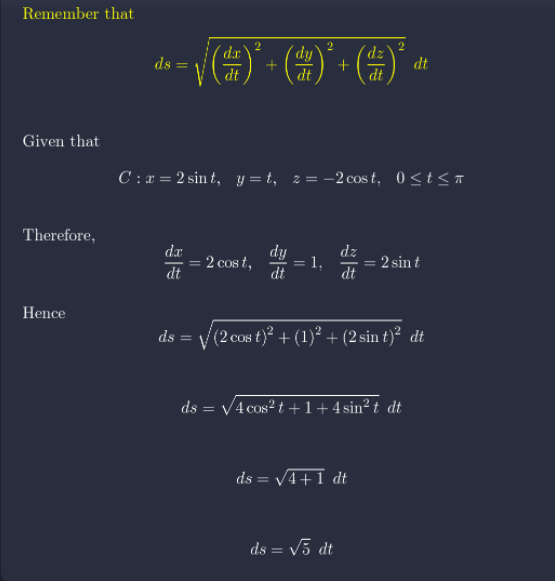 Remember that
ds = √((dx/dt)² + (dy/dt)² + (dz/dt)²) dt
Given that
C : x = 2 sin t, y = t, z = −2 cos t, 0 ≤ t ≤ π
Therefore,
dx/dt = 2 cos t, dy/dt = 1, dz/dt = 2 sin t
Hence
ds = √((2 cos t)² + (1)² + (2 sin t)²) dt
ds = √(4 cos² t + 1 + 4 sin² t) dt
ds = √(4 + 1) dt
ds = √5 dt